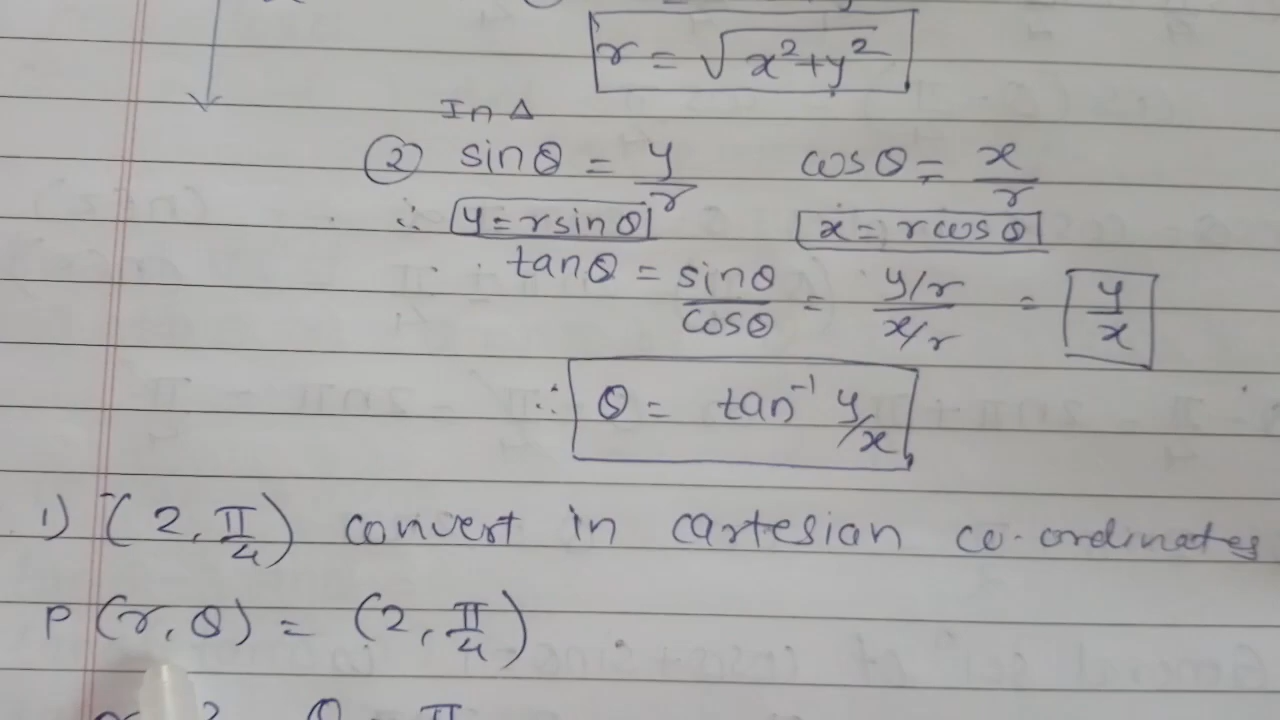 r = √x²+y²
In Δ
② sinθ = y/r cosθ = x/r
∴ y = r sinθ x = r cosθ
tanθ = sinθ/cosθ = y/r / x/r = y/x
∴ θ = tan⁻¹ y/x
1) (2, π/4) convert in cartesian co-ordinates
P(r, θ) = (2, π/4)